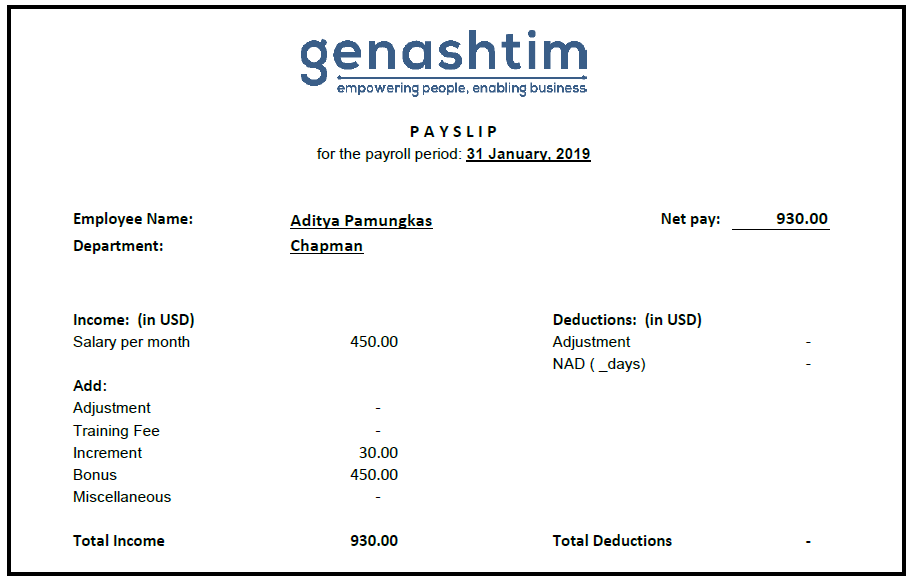 genashtim
empowering people, enabling business
PAYSLIP
for the payroll period: 31 January, 2019
Employee Name: Aditya Pamungkas Net pay: 930.00
Department: Chapman
Income: (in USD) Deductions: (in USD)
Salary per month 450.00 Adjustment -
NAD ( _days) -
Add:
Adjustment -
Training Fee -
Increment 30.00
Bonus 450.00
Miscellaneous -
Total Income 930.00 Total Deductions -